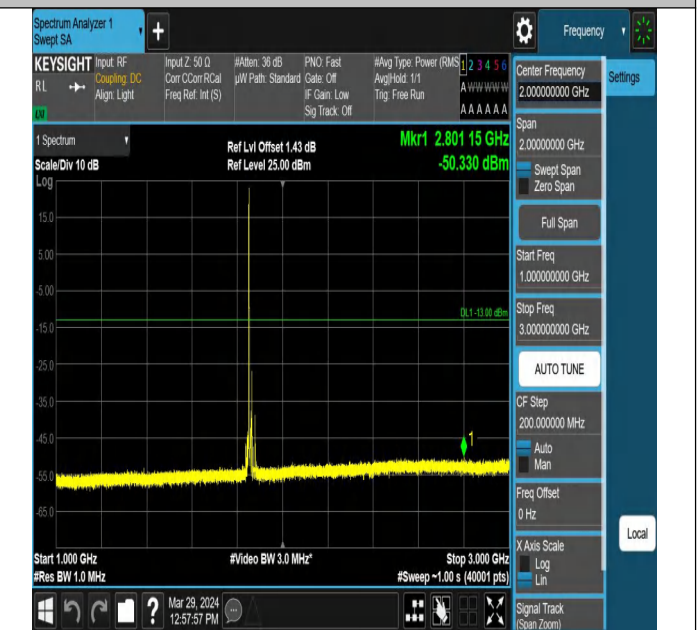 Spectrum Analyzer 1
Swept SA
+
Frequency
KEYSIGHT
RL
LXI
Input: RF
Coupling: DC
Align: Light
Input Z: 50 Ω
Corr CCorr RCal
Freq Ref: Int (S)
#Atten: 36 dB
µW Path: Standard
PNO: Fast
Gate: Off
IF Gain: Low
Sig Track: Off
#Avg Type: Power (RMS
Avg|Hold: 1/1
Trig: Free Run
1 2 3 4 5 6
A W W W W W
A A A A A A
1 Spectrum
Scale/Div 10 dB
Log
Ref Lvl Offset 1.43 dB
Ref Level 25.00 dBm
Mkr1 2.801 15 GHz
-50.330 dBm
15.0
5.00
-5.00
-15.0
-25.0
-35.0
-45.0
-55.0
-65.0
DL1 -13.00 dBm
1
Start 1.000 GHz
#Res BW 1.0 MHz
#Video BW 3.0 MHz*
Stop 3.000 GHz
#Sweep ~1.00 s (40001 pts)
Center Frequency
2.000000000 GHz
Settings
Span
2.00000000 GHz
Swept Span
Zero Span
Full Span
Start Freq
1.000000000 GHz
Stop Freq
3.000000000 GHz
AUTO TUNE
CF Step
200.000000 MHz
Auto
Man
Freq Offset
0 Hz
X Axis Scale
Log
Lin
Local
Signal Track
(Span Zoom)
?
Mar 29, 2024
12:57:57 PM